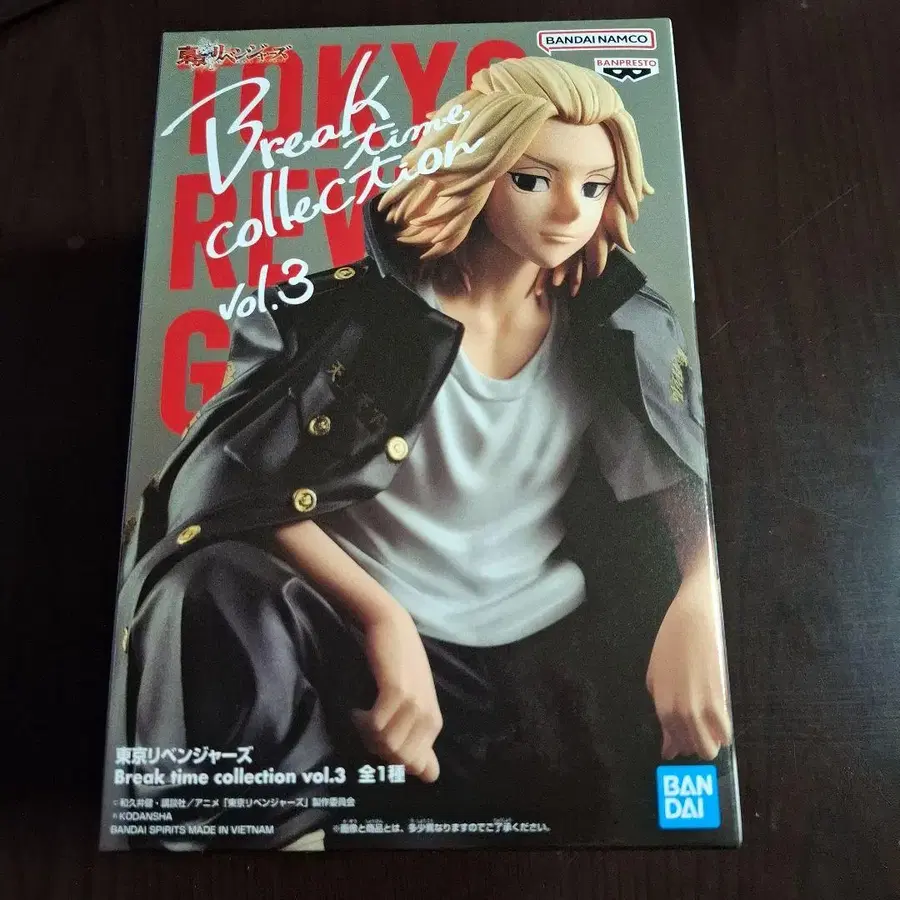 東京リベンジャーズ
BANDAI NAMCO
BANPRESTO
TOKYO
REV
G
Break
time
collection
vol.3
東京リベンジャーズ
Break time collection vol.3 全1種
©和久井健・講談社/アニメ「東京リベンジャーズ」製作委員会
©KODANSHA
BANDAI SPIRITS MADE IN VIETNAM
※画像と商品とは、多少異なりますのでご了承ください。
BAN
DAI